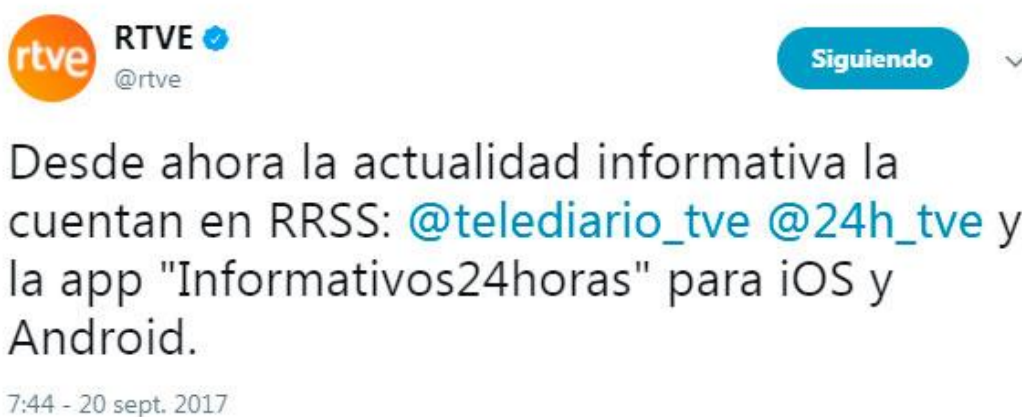 rtve
RTVE
@rtve
Siguiendo
Desde ahora la actualidad informativa la
cuentan en RRSS: @telediario_tve @24h_tve y
la app "Informativos24horas" para iOS y
Android.
7:44 - 20 sept. 2017